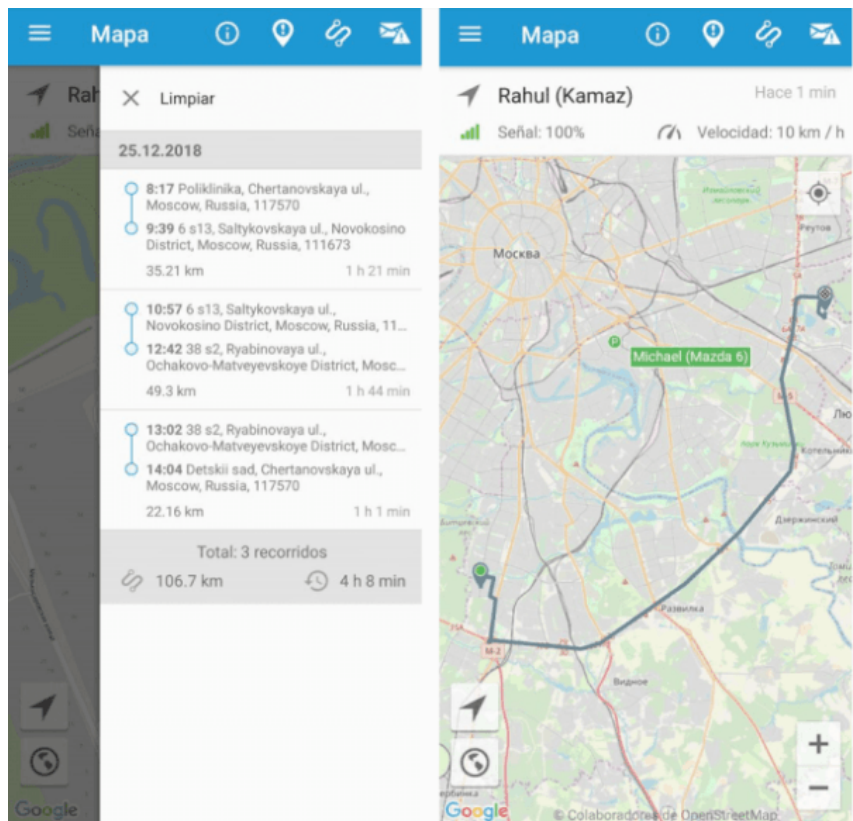 Mapa
Rah
Seña
Limpiar
25.12.2018
8:17 Poliklinika, Chertanovskaya ul.,
Moscow, Russia, 117570
9:39 6 s13, Saltykovskaya ul., Novokosino
District, Moscow, Russia, 111673
35.21 km 1 h 21 min
10:57 6 s13, Saltykovskaya ul.,
Novokosino District, Moscow, Russia, 11...
12:42 38 s2, Ryabinovaya ul.,
Ochakovo-Matveyevskoye District, Mosc...
49.3 km 1 h 44 min
13:02 38 s2, Ryabinovaya ul.,
Ochakovo-Matveyevskoye District, Mosc...
14:04 Detskii sad, Chertanovskaya ul.,
Moscow, Russia, 117570
22.16 km 1 h 1 min
Total: 3 recorridos
106.7 km 4 h 8 min
Google
Mapa
Rahul (Kamaz) Hace 1 min
Señal: 100% Velocidad: 10 km / h
Реутов
Москва
P
Michael (Mazda 6)
М-5
Лю
Котельники
Дзержинский
Развилка
М-2
Видное
+
−
Google
© Colaboradores de OpenStreetMap